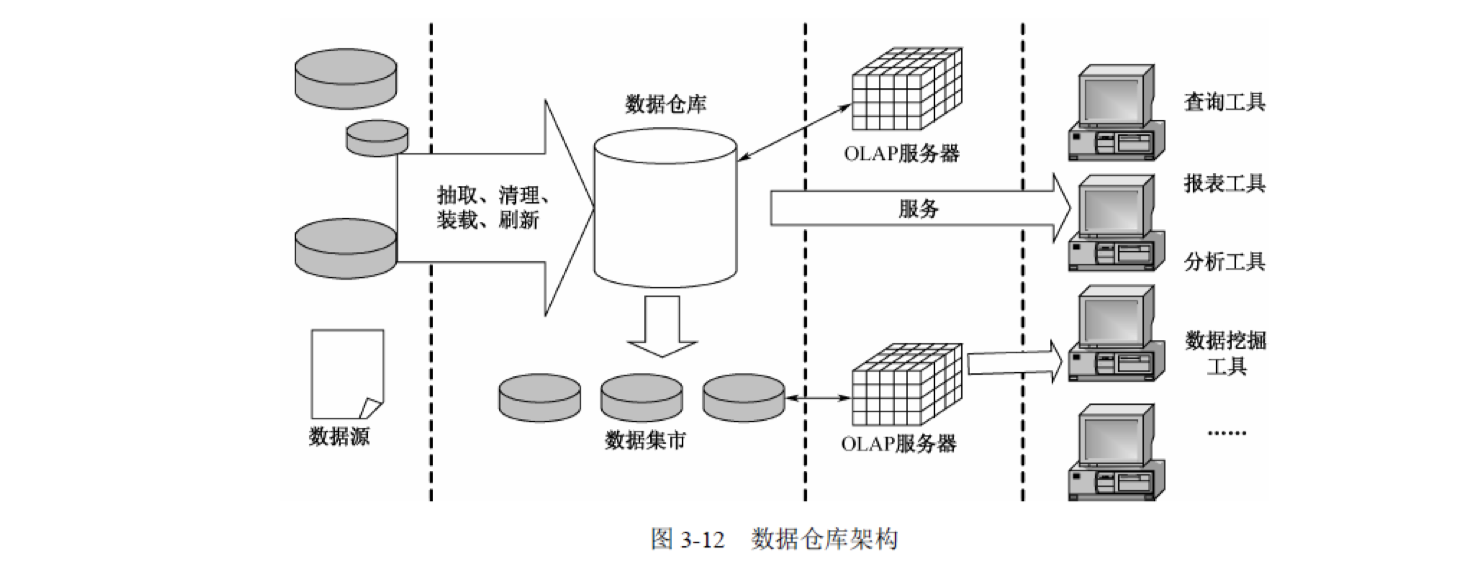 数据仓库
查询工具
OLAP服务器
抽取、清理、
装载、刷新
服务
报表工具
分析工具
数据挖掘
工具
数据源
数据集市
OLAP服务器
……
图 3-12 数据仓库架构